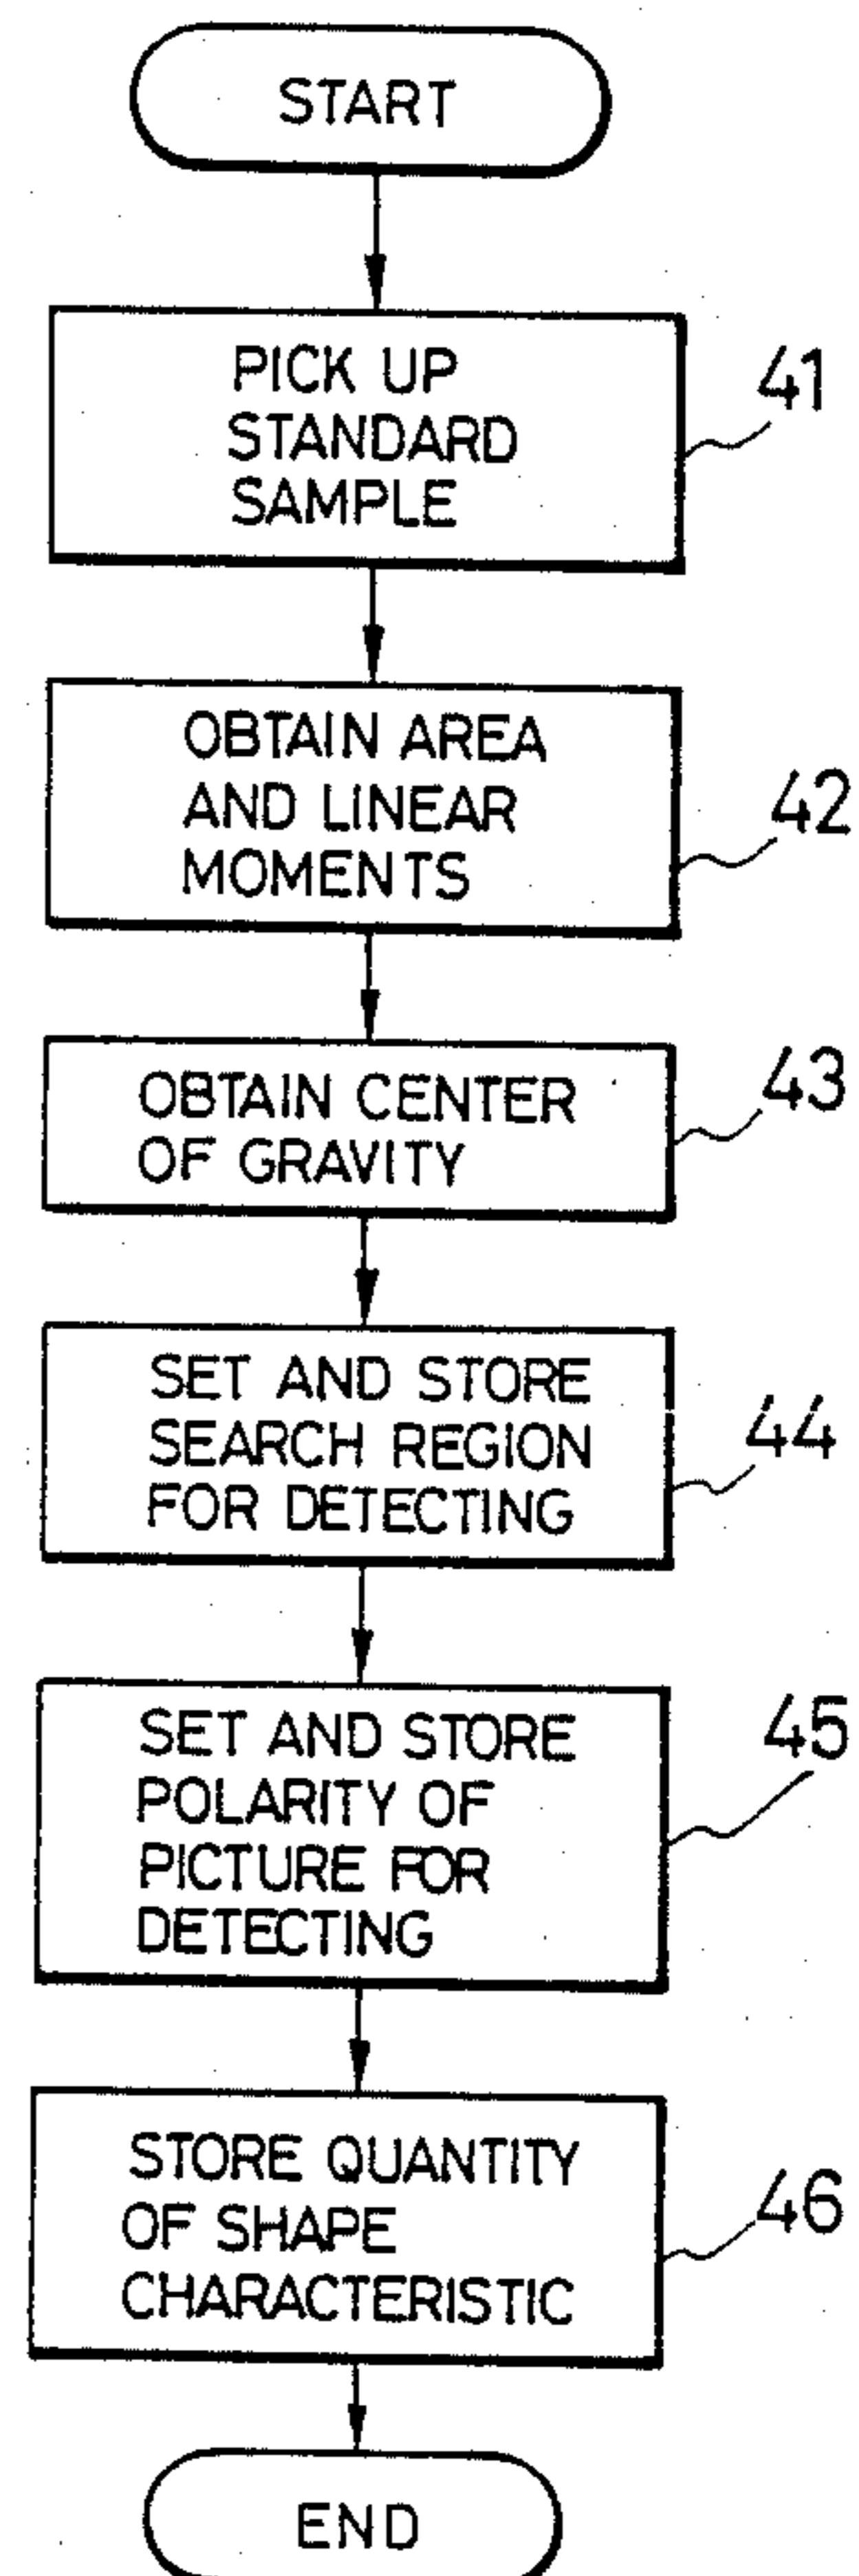 START
PICK UP
STANDARD
SAMPLE
41
OBTAIN AREA
AND LINEAR
MOMENTS
42
OBTAIN CENTER
OF GRAVITY
43
SET AND STORE
SEARCH REGION
FOR DETECTING
44
SET AND STORE
POLARITY OF
PICTURE FOR
DETECTING
45
STORE QUANTITY
OF SHAPE
CHARACTERISTIC
46
END